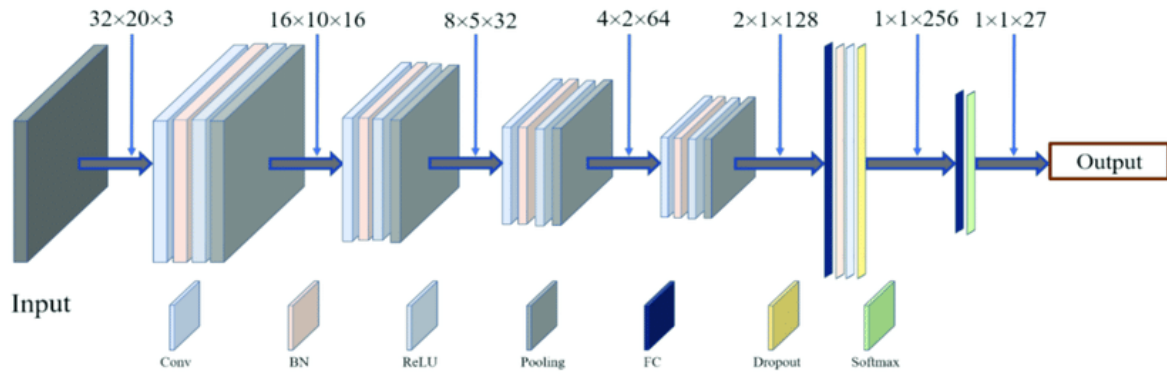 32×20×3 16×10×16 8×5×32 4×2×64 2×1×128 1×1×256 1×1×27
Output
Input
Conv BN ReLU Pooling FC Dropout Softmax